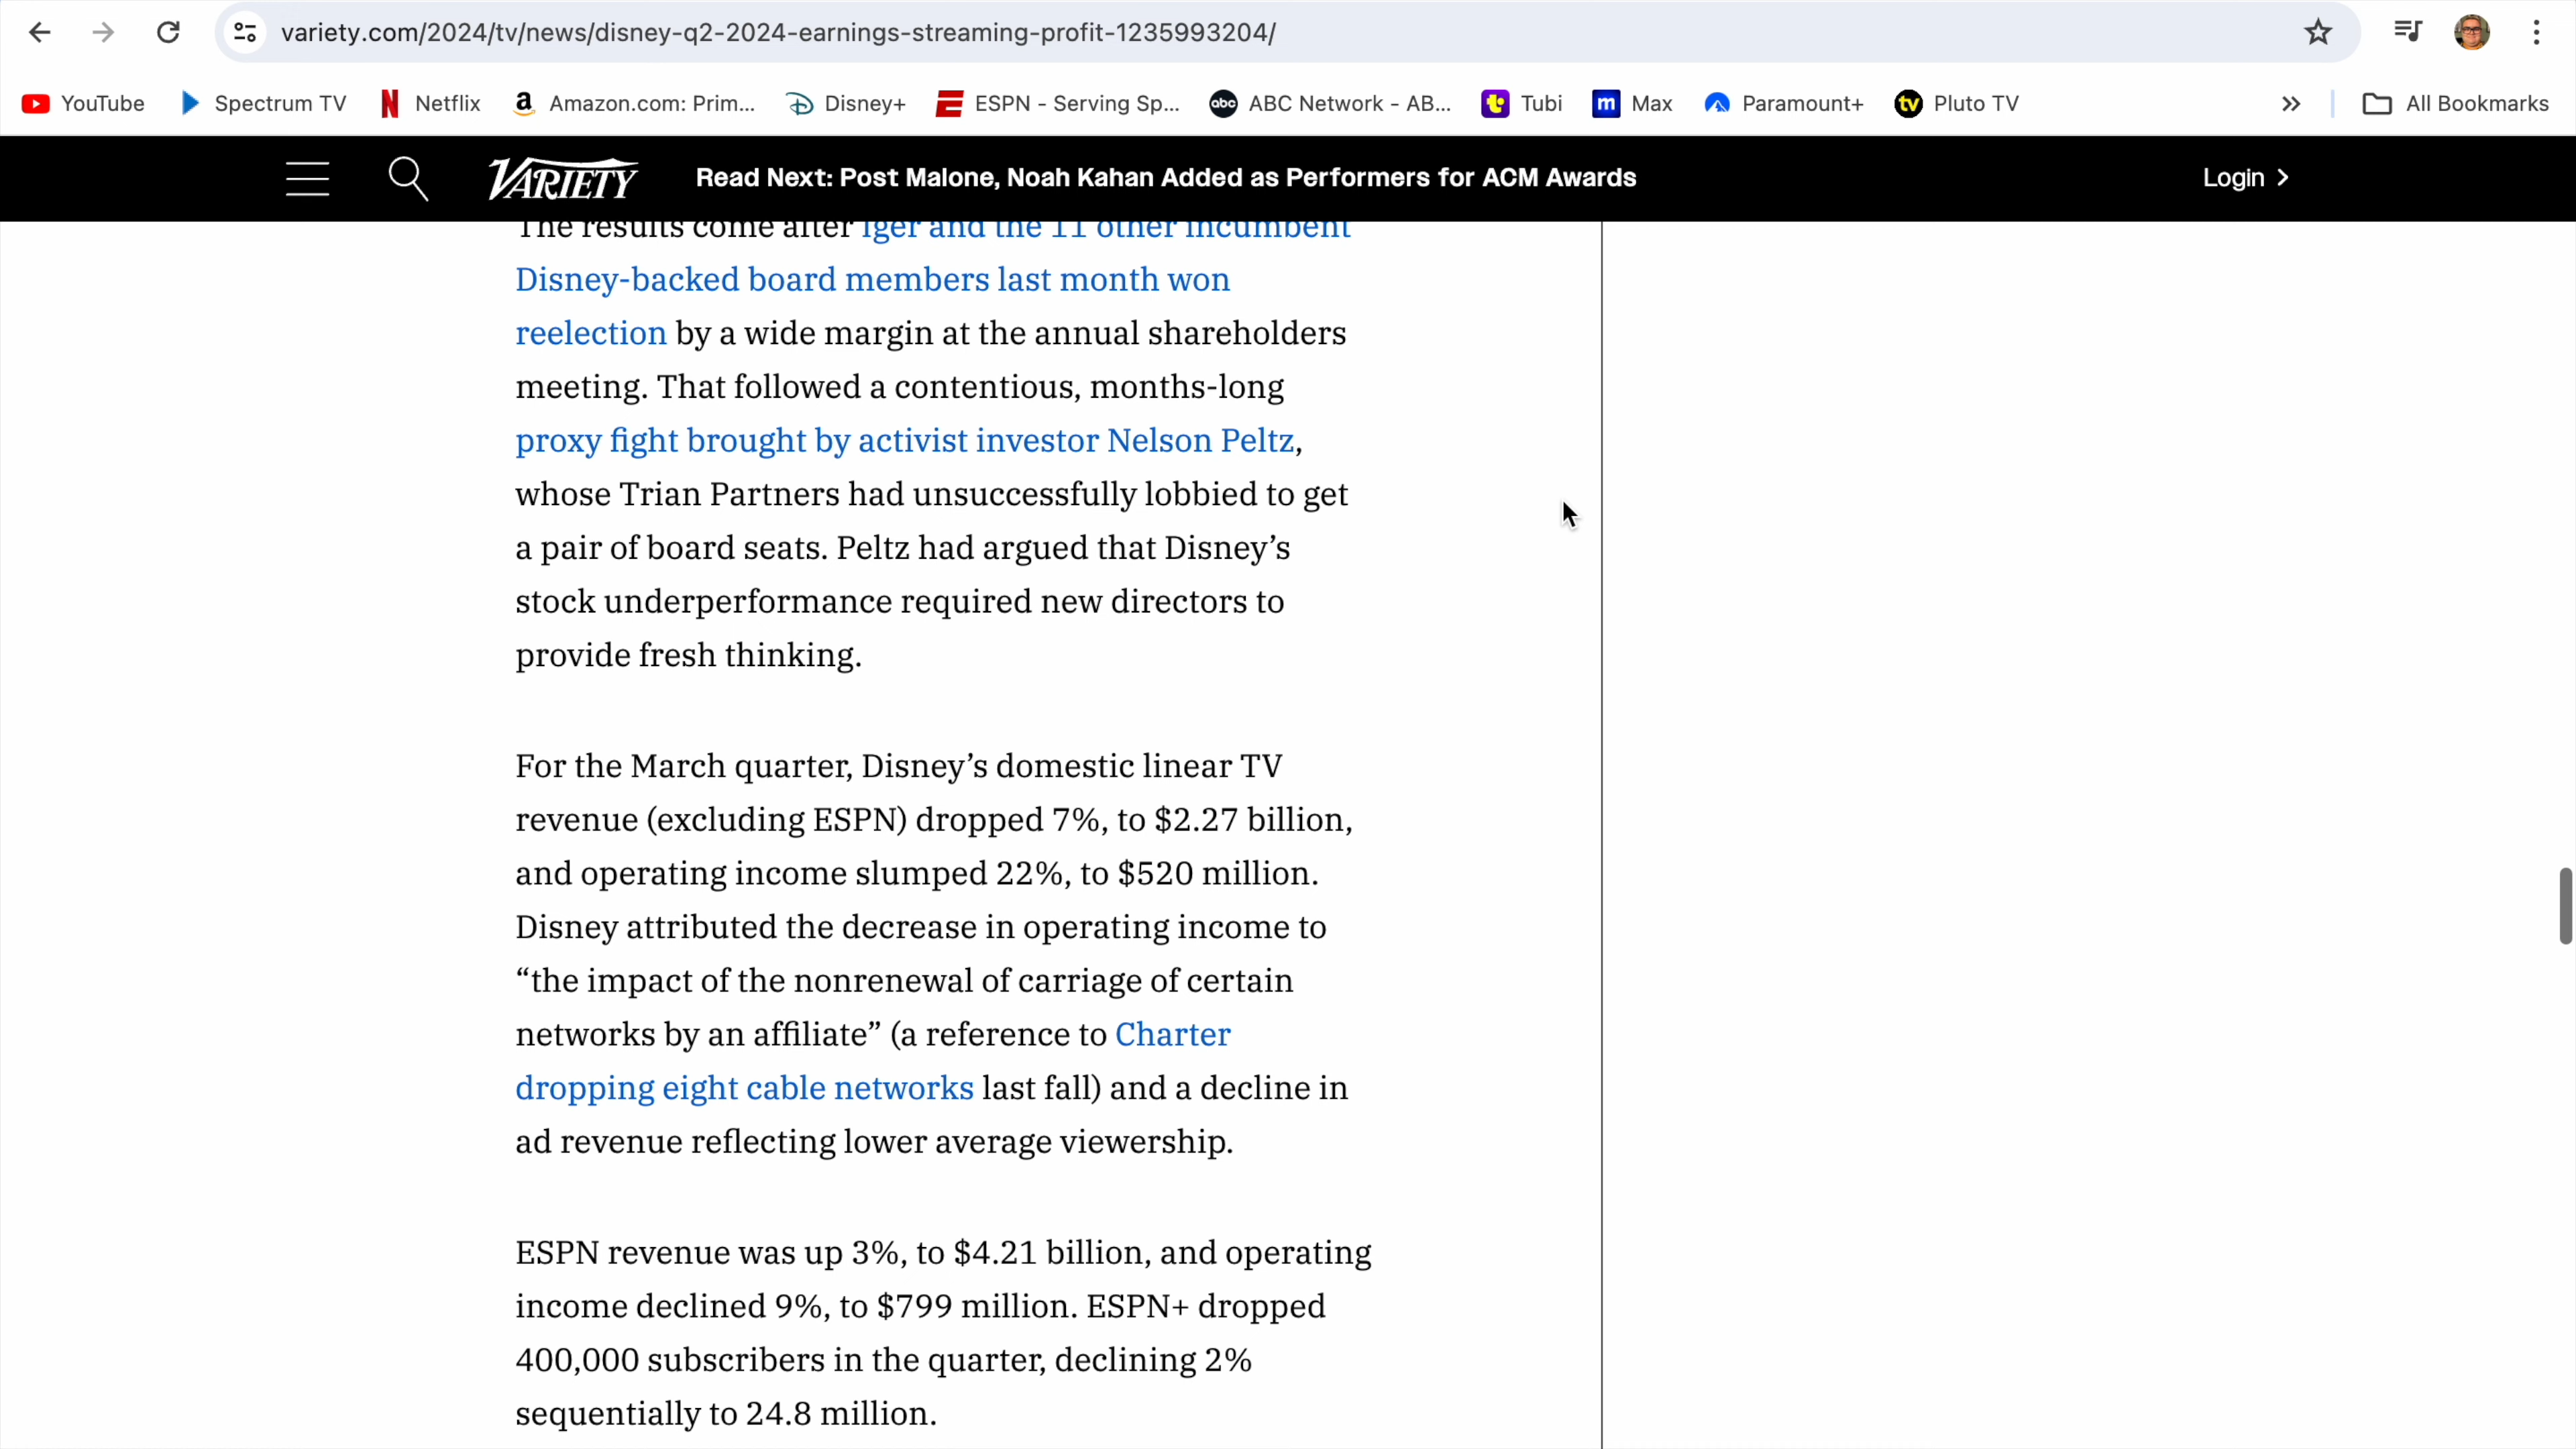 variety.com/2024/tv/news/disney-q2-2024-earnings-streaming-profit-1235993204/
YouTube Spectrum TV Netflix Amazon.com: Prim... Disney+ ESPN - Serving Sp... ABC Network - AB... Tubi Max Paramount+ Pluto TV All Bookmarks
VARIETY Read Next: Post Malone, Noah Kahan Added as Performers for ACM Awards Login
The results come after Iger and the 11 other incumbent
Disney-backed board members last month won
reelection by a wide margin at the annual shareholders
meeting. That followed a contentious, months-long
proxy fight brought by activist investor Nelson Peltz,
whose Trian Partners had unsuccessfully lobbied to get
a pair of board seats. Peltz had argued that Disney’s
stock underperformance required new directors to
provide fresh thinking.
For the March quarter, Disney’s domestic linear TV
revenue (excluding ESPN) dropped 7%, to $2.27 billion,
and operating income slumped 22%, to $520 million.
Disney attributed the decrease in operating income to
“the impact of the nonrenewal of carriage of certain
networks by an affiliate” (a reference to Charter
dropping eight cable networks last fall) and a decline in
ad revenue reflecting lower average viewership.
ESPN revenue was up 3%, to $4.21 billion, and operating
income declined 9%, to $799 million. ESPN+ dropped
400,000 subscribers in the quarter, declining 2%
sequentially to 24.8 million.